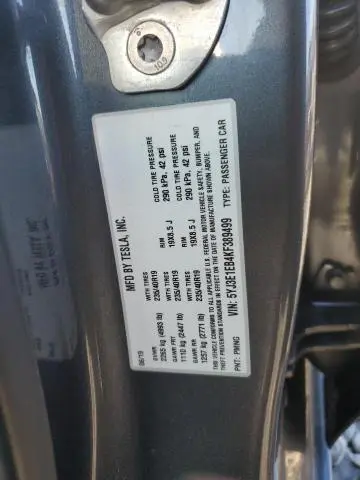 10.9
MFD BY TESLA, INC.
06/19
GVWR
2265 kg (4993 lb)
WITH TIRES
235/40R19
RIM
19X8.5 J
COLD TIRE PRESSURE
290 kPa, 42 psi
GAWR FRT
1110 kg (2447 lb)
WITH TIRES
235/40R19
RIM
19X8.5 J
COLD TIRE PRESSURE
290 kPa, 42 psi
GAWR RR
1257 kg (2771 lb)
THIS VEHICLE CONFORMS TO ALL APPLICABLE U.S. FEDERAL MOTOR VEHICLE SAFETY, BUMPER, AND
THEFT PREVENTION STANDARDS IN EFFECT ON THE DATE OF MANUFACTURE SHOWN ABOVE.
VIN: 5YJ3E1EB4KF389499
TYPE: PASSENGER CAR
PNT: PMNG